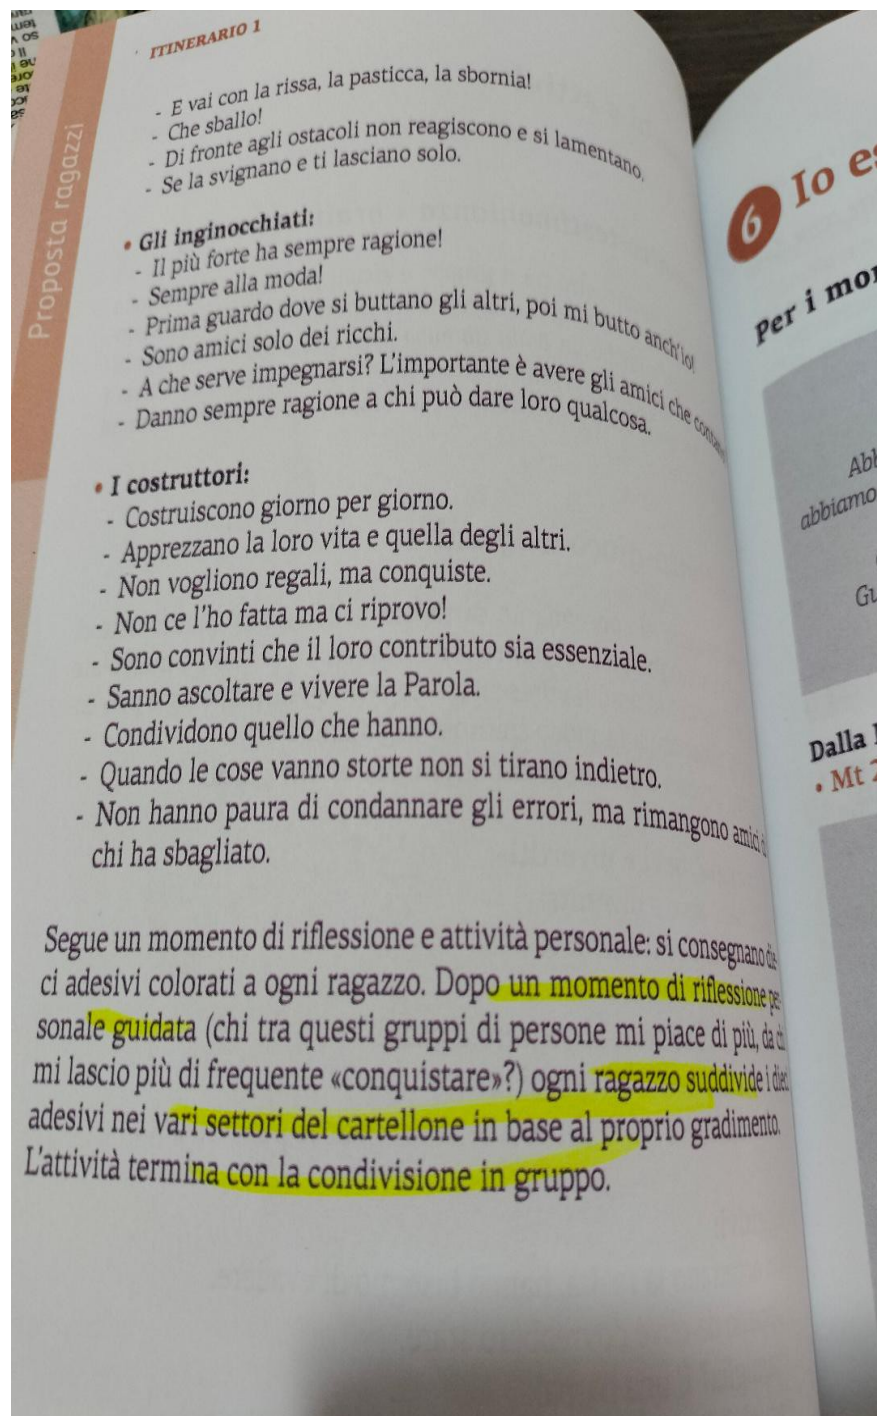 ITINERARIO 1
- E vai con la rissa, la pasticca, la sbornia!
- Che sballo!
- Di fronte agli ostacoli non reagiscono e si lamentano.
- Se la svignano e ti lasciano solo.
• Gli inginocchiati:
- Il più forte ha sempre ragione!
- Sempre alla moda!
- Prima guardo dove si buttano gli altri, poi mi butto anch'io!
- Sono amici solo dei ricchi.
- A che serve impegnarsi? L'importante è avere gli amici che
- Danno sempre ragione a chi può dare loro qualcosa.
• I costruttori:
- Costruiscono giorno per giorno.
- Apprezzano la loro vita e quella degli altri.
- Non vogliono regali, ma conquiste.
- Non ce l'ho fatta ma ci riprovo!
- Sono convinti che il loro contributo sia essenziale.
- Sanno ascoltare e vivere la Parola.
- Condividono quello che hanno.
- Quando le cose vanno storte non si tirano indietro.
- Non hanno paura di condannare gli errori, ma rimangono amici
chi ha sbagliato.
Segue un momento di riflessione e attività personale: si consegnano
ci adesivi colorati a ogni ragazzo. Dopo un momento di riflessione per-
sonale guidata (chi tra questi gruppi di persone mi piace di più, da chi
mi lascio più di frequente «conquistare»?) ogni ragazzo suddivide i dieci
adesivi nei vari settori del cartellone in base al proprio gradimento.
L'attività termina con la condivisione in gruppo.
Proposta ragazzi
6 Io
Per i
abbiamo
Dalla
• Mt